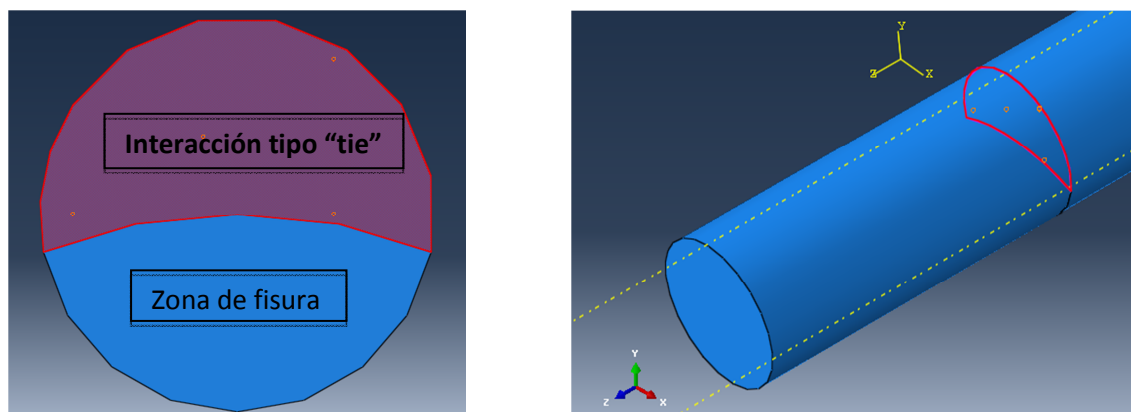 Interacción tipo “tie”
Zona de fisura
Y
Z
X
Y
Z
X